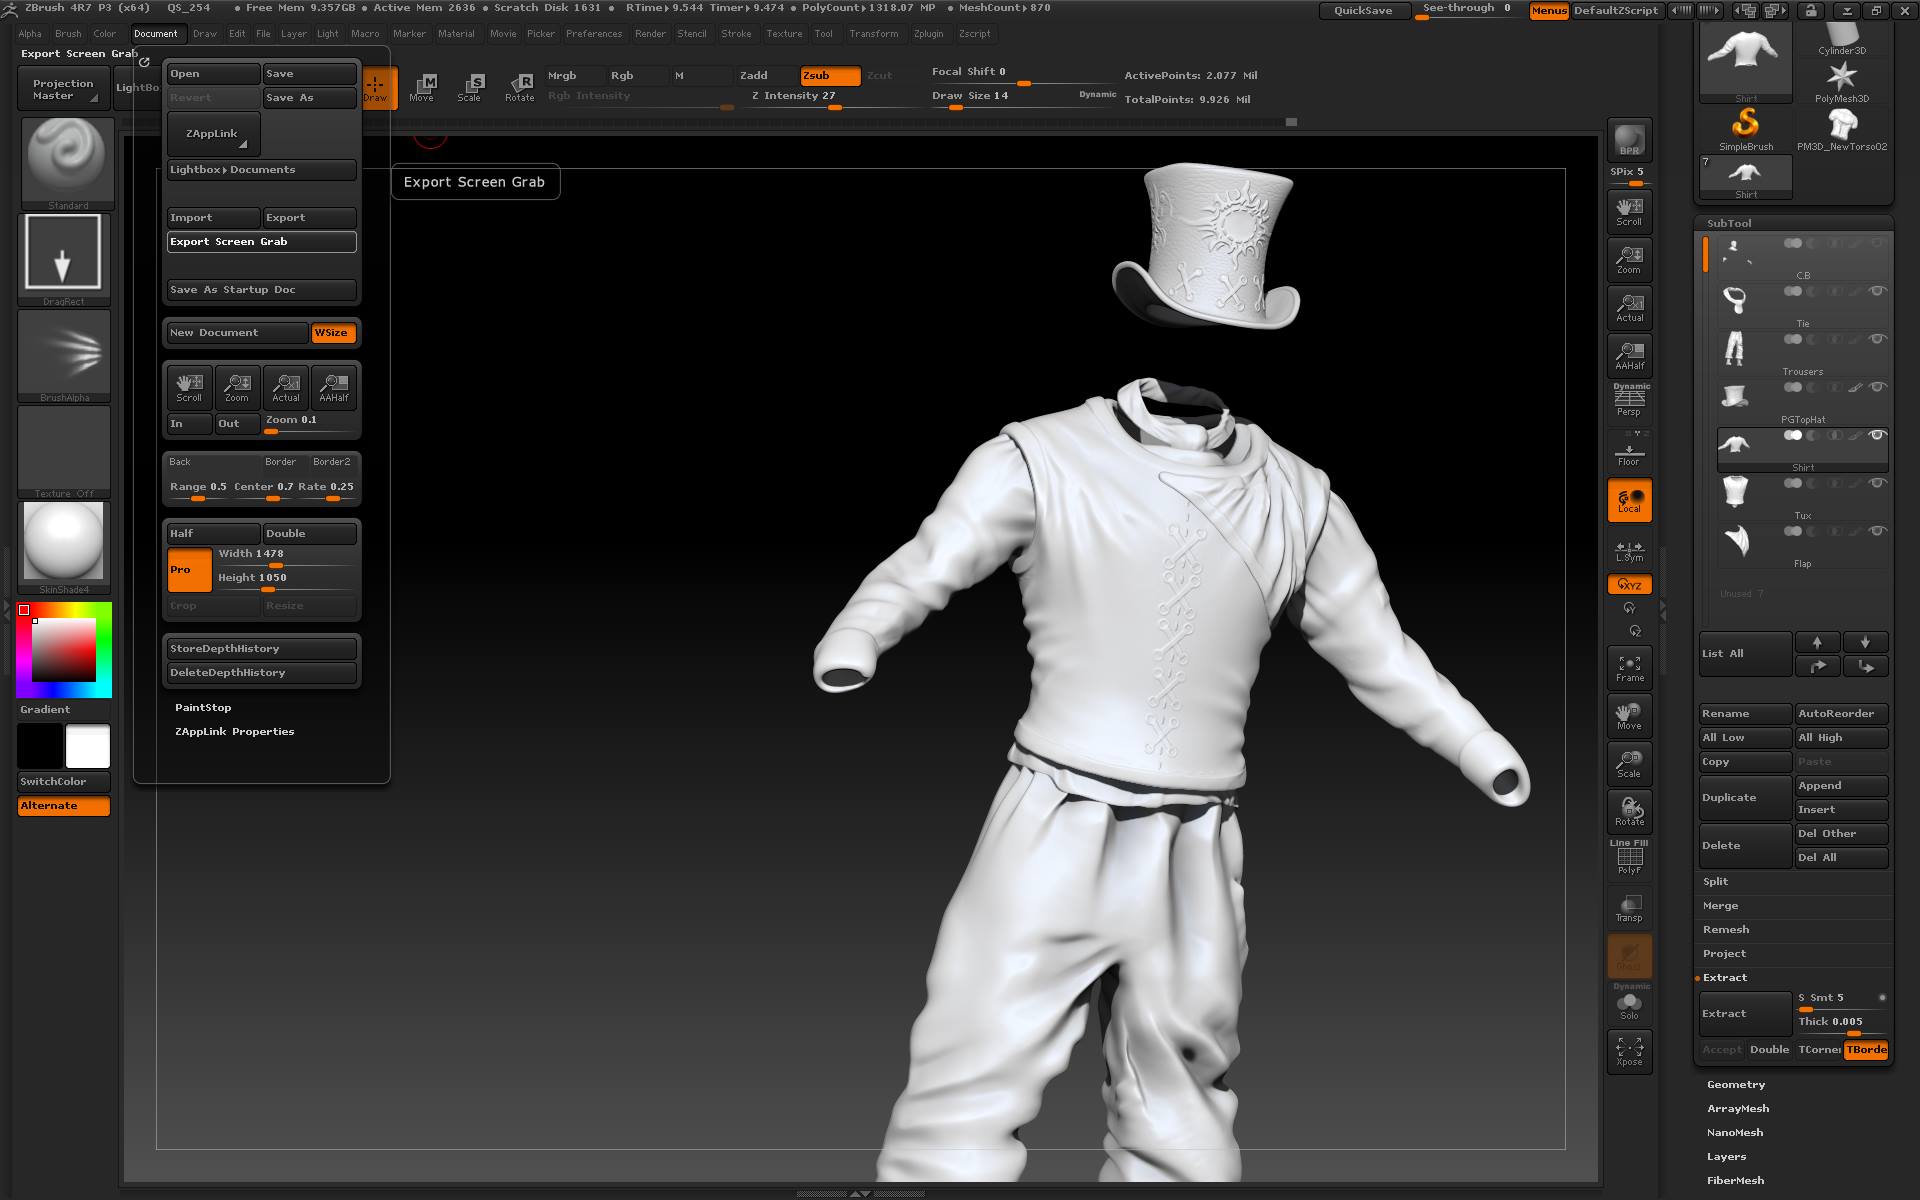 ZBrush 4R7 P3 (x64) QS_254 • Free Mem 9.357GB • Active Mem 2636 • Scratch Disk 1631 • RTime▸9.544 Timer▸9.474 • PolyCount▸1318.07 MP • MeshCount▸870
QuickSave See-through 0 Menus DefaultZScript
Alpha Brush Color Document Draw Edit File Layer Light Macro Marker Material Movie Picker Preferences Render Stencil Stroke Texture Tool Transform Zplugin Zscript
Export Screen Grab
Projection Master
LightBo
Standard
DragRect
BrushAlpha
Texture Off
SkinShade4
Gradient
SwitchColor
Alternate
Open Save
Revert Save As
ZAppLink
Lightbox▸Documents
Import Export
Export Screen Grab
Save As Startup Doc
New Document WSize
Scroll Zoom Actual AAHalf
In Out Zoom 0.1
Back Border Border2
Range 0.5 Center 0.7 Rate 0.25
Half Double
Pro
Width 1478
Height 1050
Crop Resize
StoreDepthHistory
DeleteDepthHistory
PaintStop
ZAppLink Properties
Export Screen Grab
Draw Move Scale Rotate
Mrgb Rgb M Zadd Zsub Zcut
Rgb Intensity Z Intensity 27
Focal Shift 0
Draw Size 14 Dynamic
ActivePoints: 2.077 Mil
TotalPoints: 9.926 Mil
BPR
SPix 5
Scroll
Zoom
Actual
AAHalf
Dynamic
Persp
Floor
Local
L.Sym
XYZ
Y
Z
Frame
Move
Scale
Rotate
Line Fill
PolyF
Transp
Ghost
Dynamic
Solo
Xpose
Shirt
Cylinder3D
PolyMesh3D
SimpleBrush
PM3D_NewTorso02
7
Shirt
SubTool
C.B
Tie
Trousers
PGTopHat
Shirt
Tux
Flap
Unused 7
List All
Rename AutoReorder
All Low All High
Copy Paste
Duplicate Append
Insert
Delete Del Other
Del All
Split
Merge
Remesh
Project
Extract
Extract
S Smt 5
Thick 0.005
Accept Double TCorner TBorde
Geometry
ArrayMesh
NanoMesh
Layers
FiberMesh